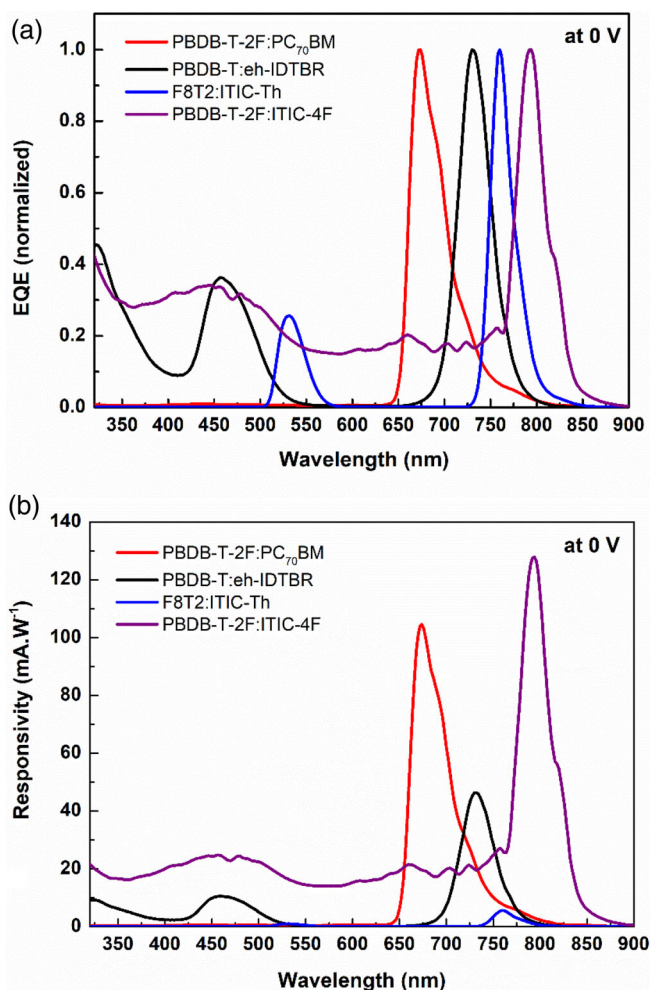 (a)
at 0 V
PBDB-T-2F:PC₇₀BM
PBDB-T:eh-IDTBR
F8T2:ITIC-Th
PBDB-T-2F:ITIC-4F
EQE (normalized)
1.0
0.8
0.6
0.4
0.2
0.0
350 400 450 500 550 600 650 700 750 800 850 900
Wavelength (nm)
(b)
at 0 V
PBDB-T-2F:PC₇₀BM
PBDB-T:eh-IDTBR
F8T2:ITIC-Th
PBDB-T-2F:ITIC-4F
Responsivity (mA.W⁻¹)
140
120
100
80
60
40
20
0
350 400 450 500 550 600 650 700 750 800 850 900
Wavelength (nm)